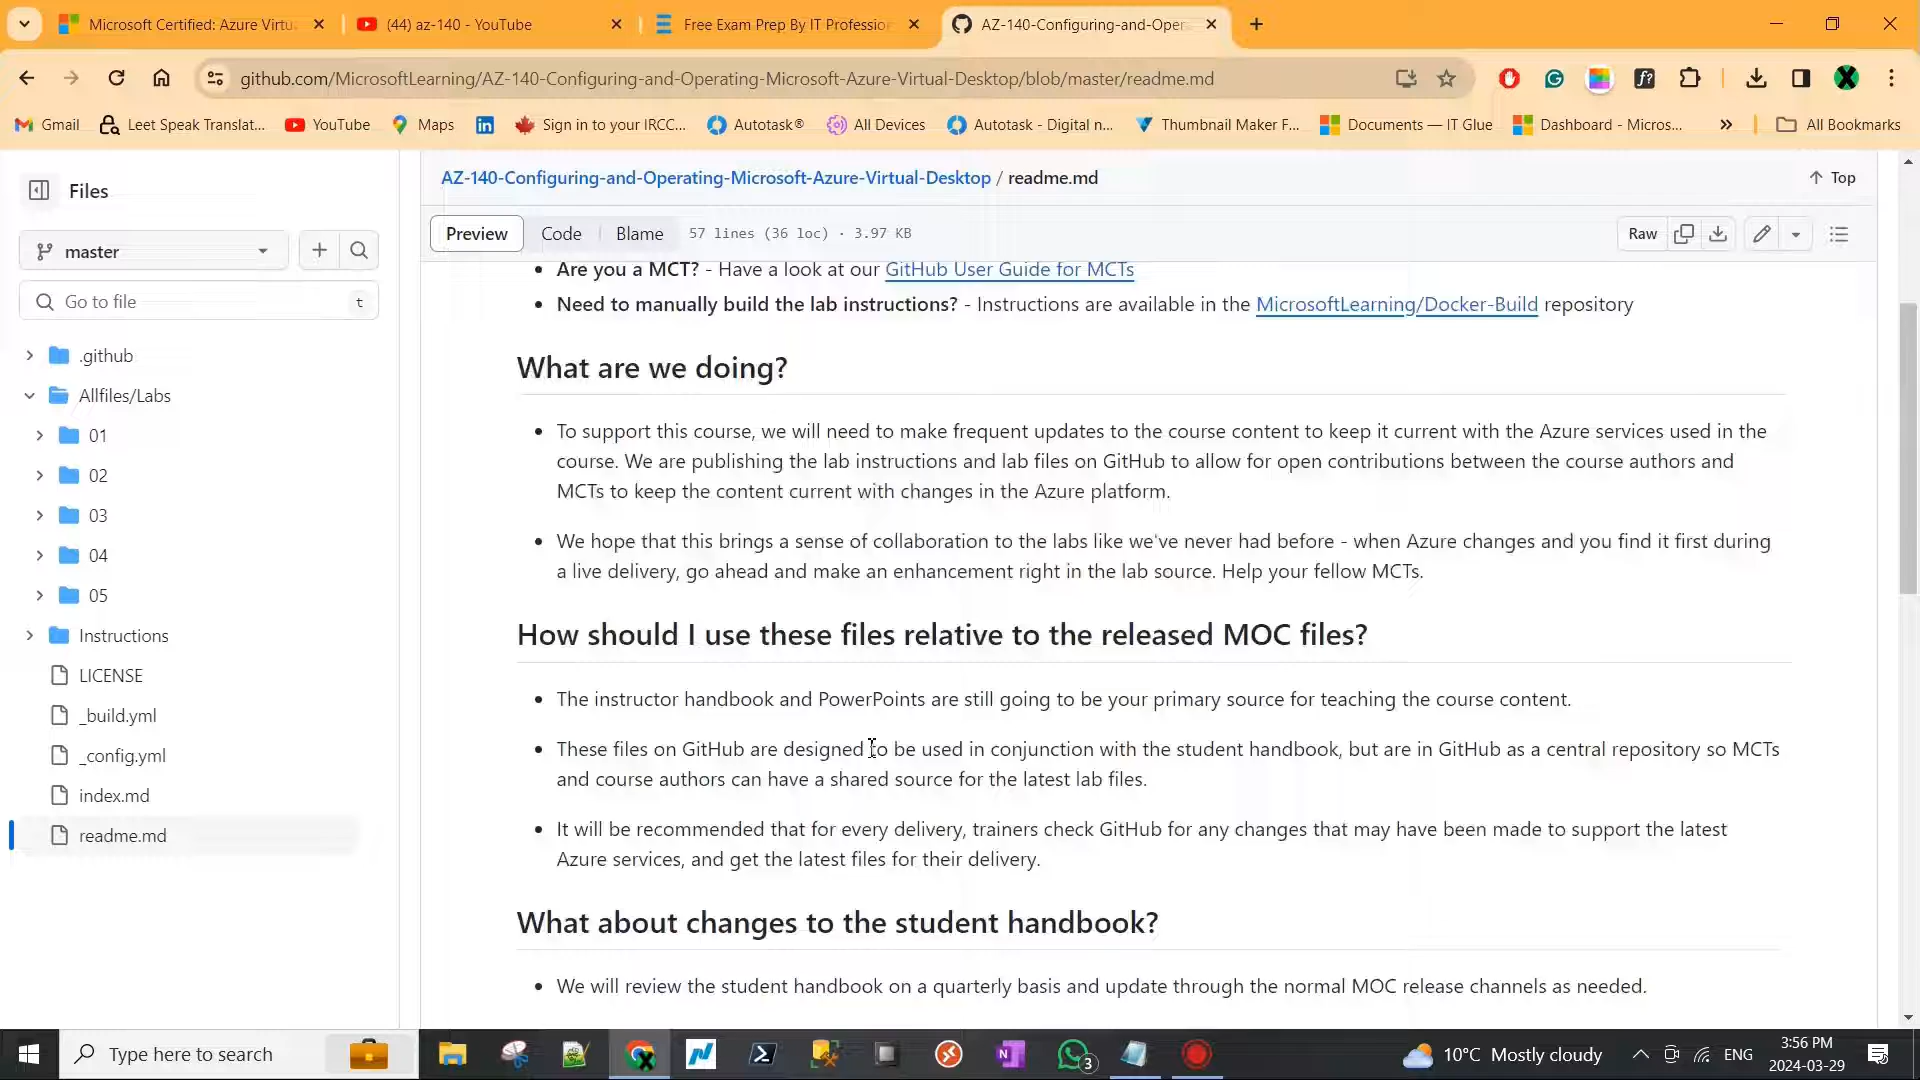 Microsoft Certified: Azure Virtu
(44) az-140 - YouTube
Free Exam Prep By IT Professio
AZ-140-Configuring-and-Oper
github.com/MicrosoftLearning/AZ-140-Configuring-and-Operating-Microsoft-Azure-Virtual-Desktop/blob/master/readme.md
Gmail
Leet Speak Translat...
YouTube
Maps
Sign in to your IRCC...
Autotask®
All Devices
Autotask - Digital n...
Thumbnail Maker F...
Documents — IT Glue
Dashboard - Micros...
All Bookmarks
Files
AZ-140-Configuring-and-Operating-Microsoft-Azure-Virtual-Desktop / readme.md
Top
master
Preview
Code
Blame
57 lines (36 loc) · 3.97 KB
Raw
Go to file
t
.github
Allfiles/Labs
01
02
03
04
05
Instructions
LICENSE
_build.yml
_config.yml
index.md
readme.md
Are you a MCT? - Have a look at our GitHub User Guide for MCTs
Need to manually build the lab instructions? - Instructions are available in the MicrosoftLearning/Docker-Build repository
What are we doing?
To support this course, we will need to make frequent updates to the course content to keep it current with the Azure services used in the
course. We are publishing the lab instructions and lab files on GitHub to allow for open contributions between the course authors and
MCTs to keep the content current with changes in the Azure platform.
We hope that this brings a sense of collaboration to the labs like we've never had before - when Azure changes and you find it first during
a live delivery, go ahead and make an enhancement right in the lab source. Help your fellow MCTs.
How should I use these files relative to the released MOC files?
The instructor handbook and PowerPoints are still going to be your primary source for teaching the course content.
These files on GitHub are designed to be used in conjunction with the student handbook, but are in GitHub as a central repository so MCTs
and course authors can have a shared source for the latest lab files.
It will be recommended that for every delivery, trainers check GitHub for any changes that may have been made to support the latest
Azure services, and get the latest files for their delivery.
What about changes to the student handbook?
We will review the student handbook on a quarterly basis and update through the normal MOC release channels as needed.
Type here to search
3
10°C Mostly cloudy
ENG
3:56 PM
2024-03-29